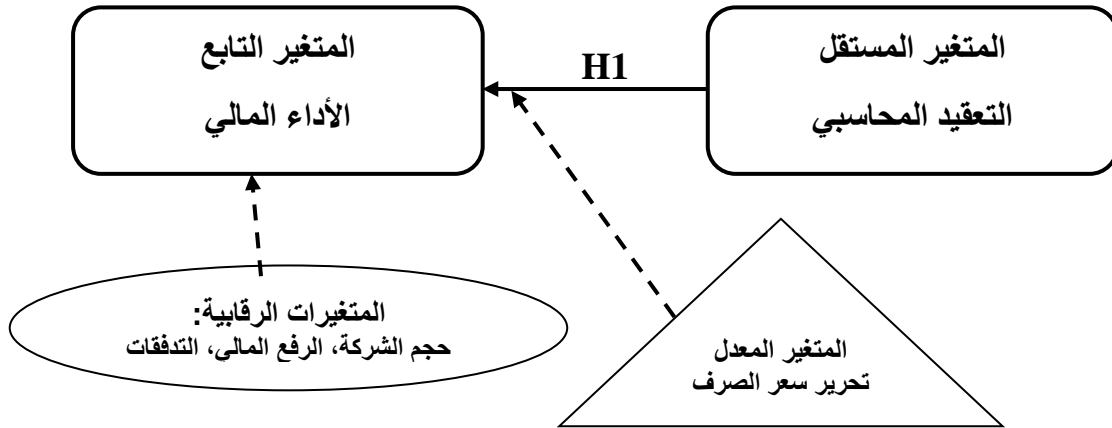 المتغير المستقل
التعقيد المحاسبي
H1
المتغير التابع
الأداء المالي
المتغيرات الرقابية:
حجم الشركة، الرفع المالي، التدفقات
المتغير المعدل
تحرير سعر الصرف